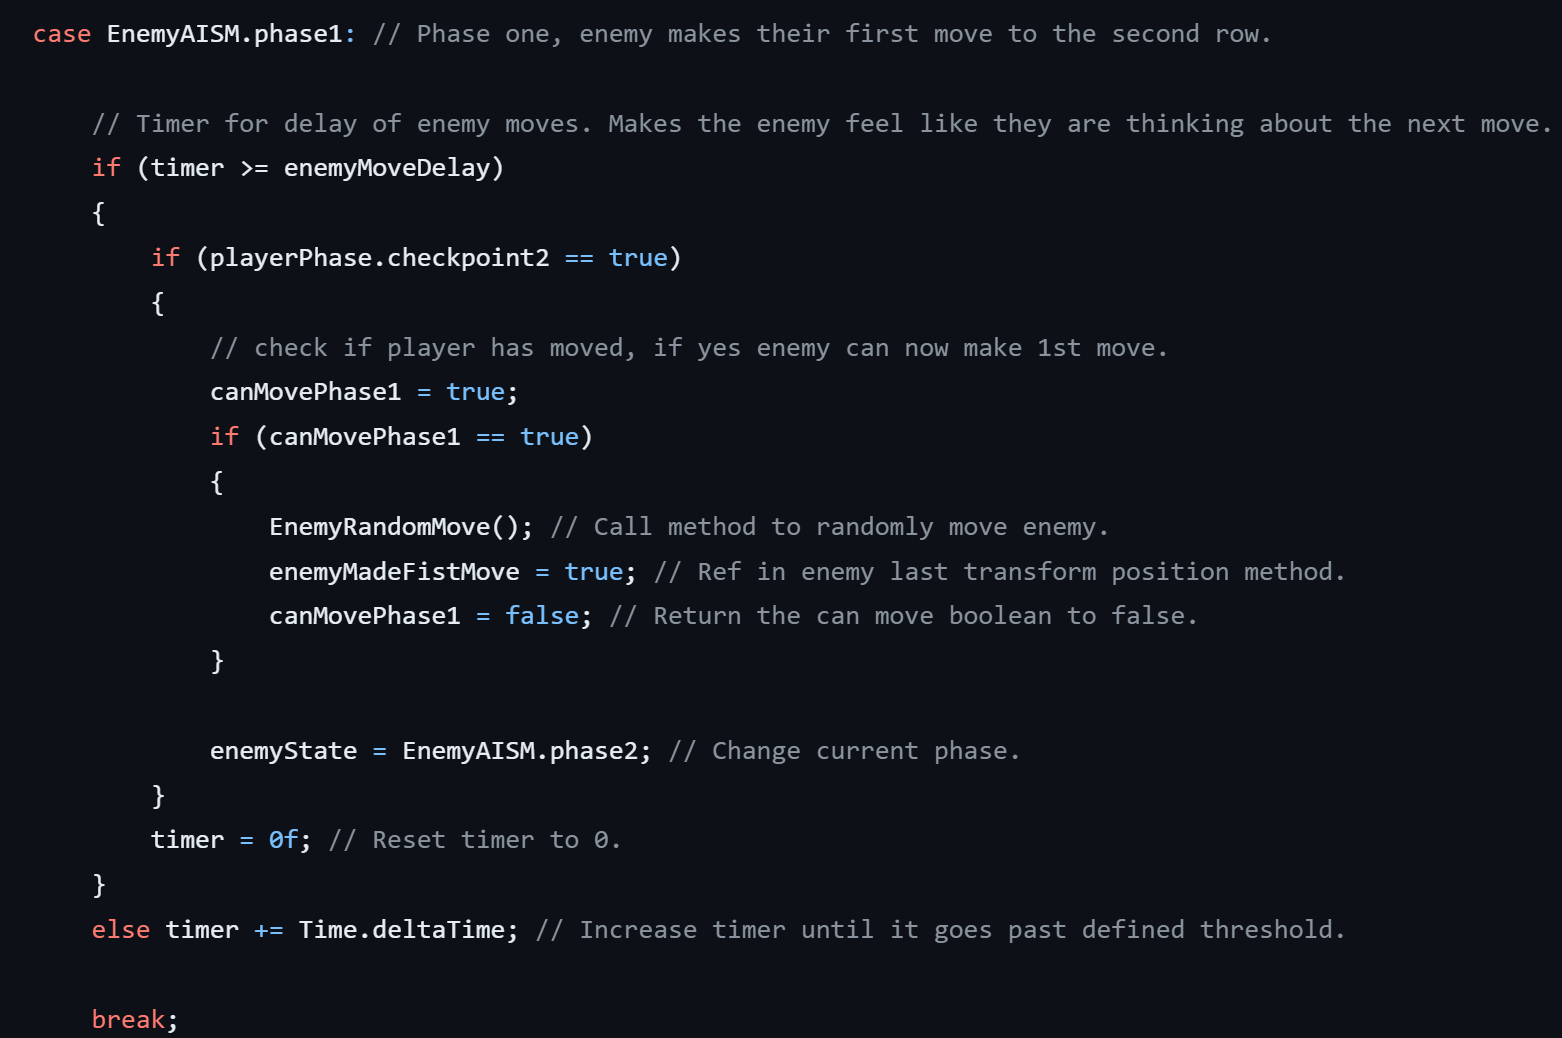 case EnemyAISM.phase1: // Phase one, enemy makes their first move to the second row.
// Timer for delay of enemy moves. Makes the enemy feel like they are thinking about the next move.
if (timer >= enemyMoveDelay)
{
if (playerPhase.checkpoint2 == true)
{
// check if player has moved, if yes enemy can now make 1st move.
canMovePhase1 = true;
if (canMovePhase1 == true)
{
EnemyRandomMove(); // Call method to randomly move enemy.
enemyMadeFistMove = true; // Ref in enemy last transform position method.
canMovePhase1 = false; // Return the can move boolean to false.
}
enemyState = EnemyAISM.phase2; // Change current phase.
}
timer = 0f; // Reset timer to 0.
}
else timer += Time.deltaTime; // Increase timer until it goes past defined threshold.
break;